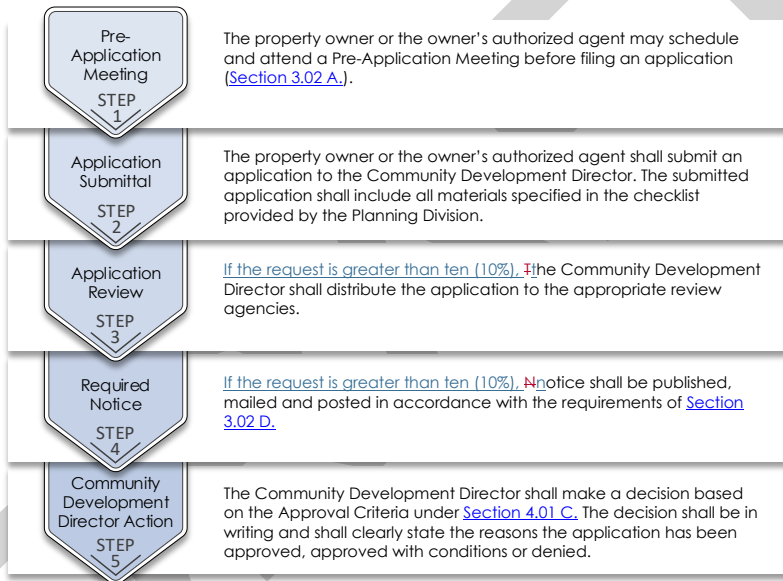 Pre-
Application
Meeting
STEP
1
The property owner or the owner's authorized agent may schedule
and attend a Pre-Application Meeting before filing an application
(Section 3.02 A.).
Application
Submittal
STEP
2
The property owner or the owner's authorized agent shall submit an
application to the Community Development Director. The submitted
application shall include all materials specified in the checklist
provided by the Planning Division.
Application
Review
STEP
3
If the request is greater than ten (10%), Tthe Community Development
Director shall distribute the application to the appropriate review
agencies.
Required
Notice
STEP
4
If the request is greater than ten (10%), Nnotice shall be published,
mailed and posted in accordance with the requirements of Section
3.02 D.
Community
Development
Director Action
STEP
5
The Community Development Director shall make a decision based
on the Approval Criteria under Section 4.01 C. The decision shall be in
writing and shall clearly state the reasons the application has been
approved, approved with conditions or denied.